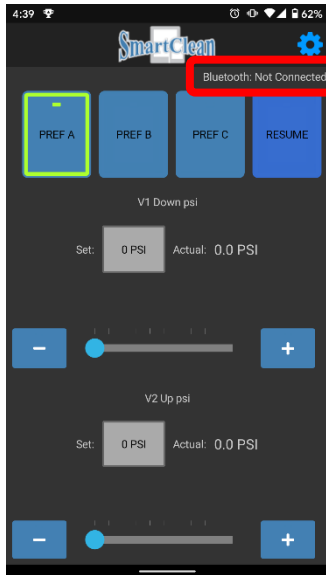 4:39 62%
SmartClean
Bluetooth: Not Connected
PREF A PREF B PREF C RESUME
V1 Down psi
Set: 0 PSI Actual: 0.0 PSI
− +
V2 Up psi
Set: 0 PSI Actual: 0.0 PSI
− +